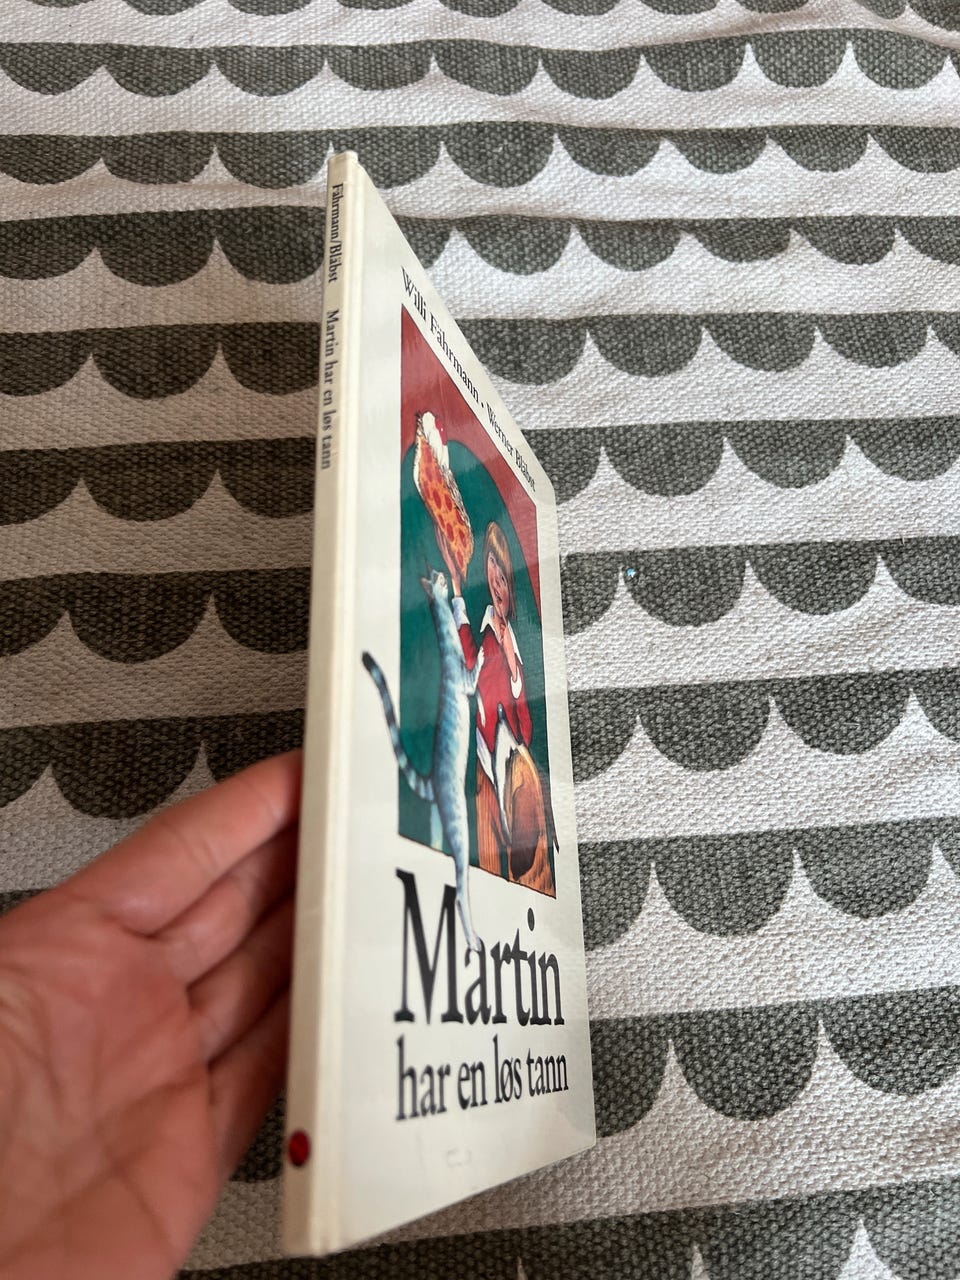 Fährmann/Bläbst Martin har en løs tann
Willi Fährmann • Werner Bläbst
Martin
har en løs tann